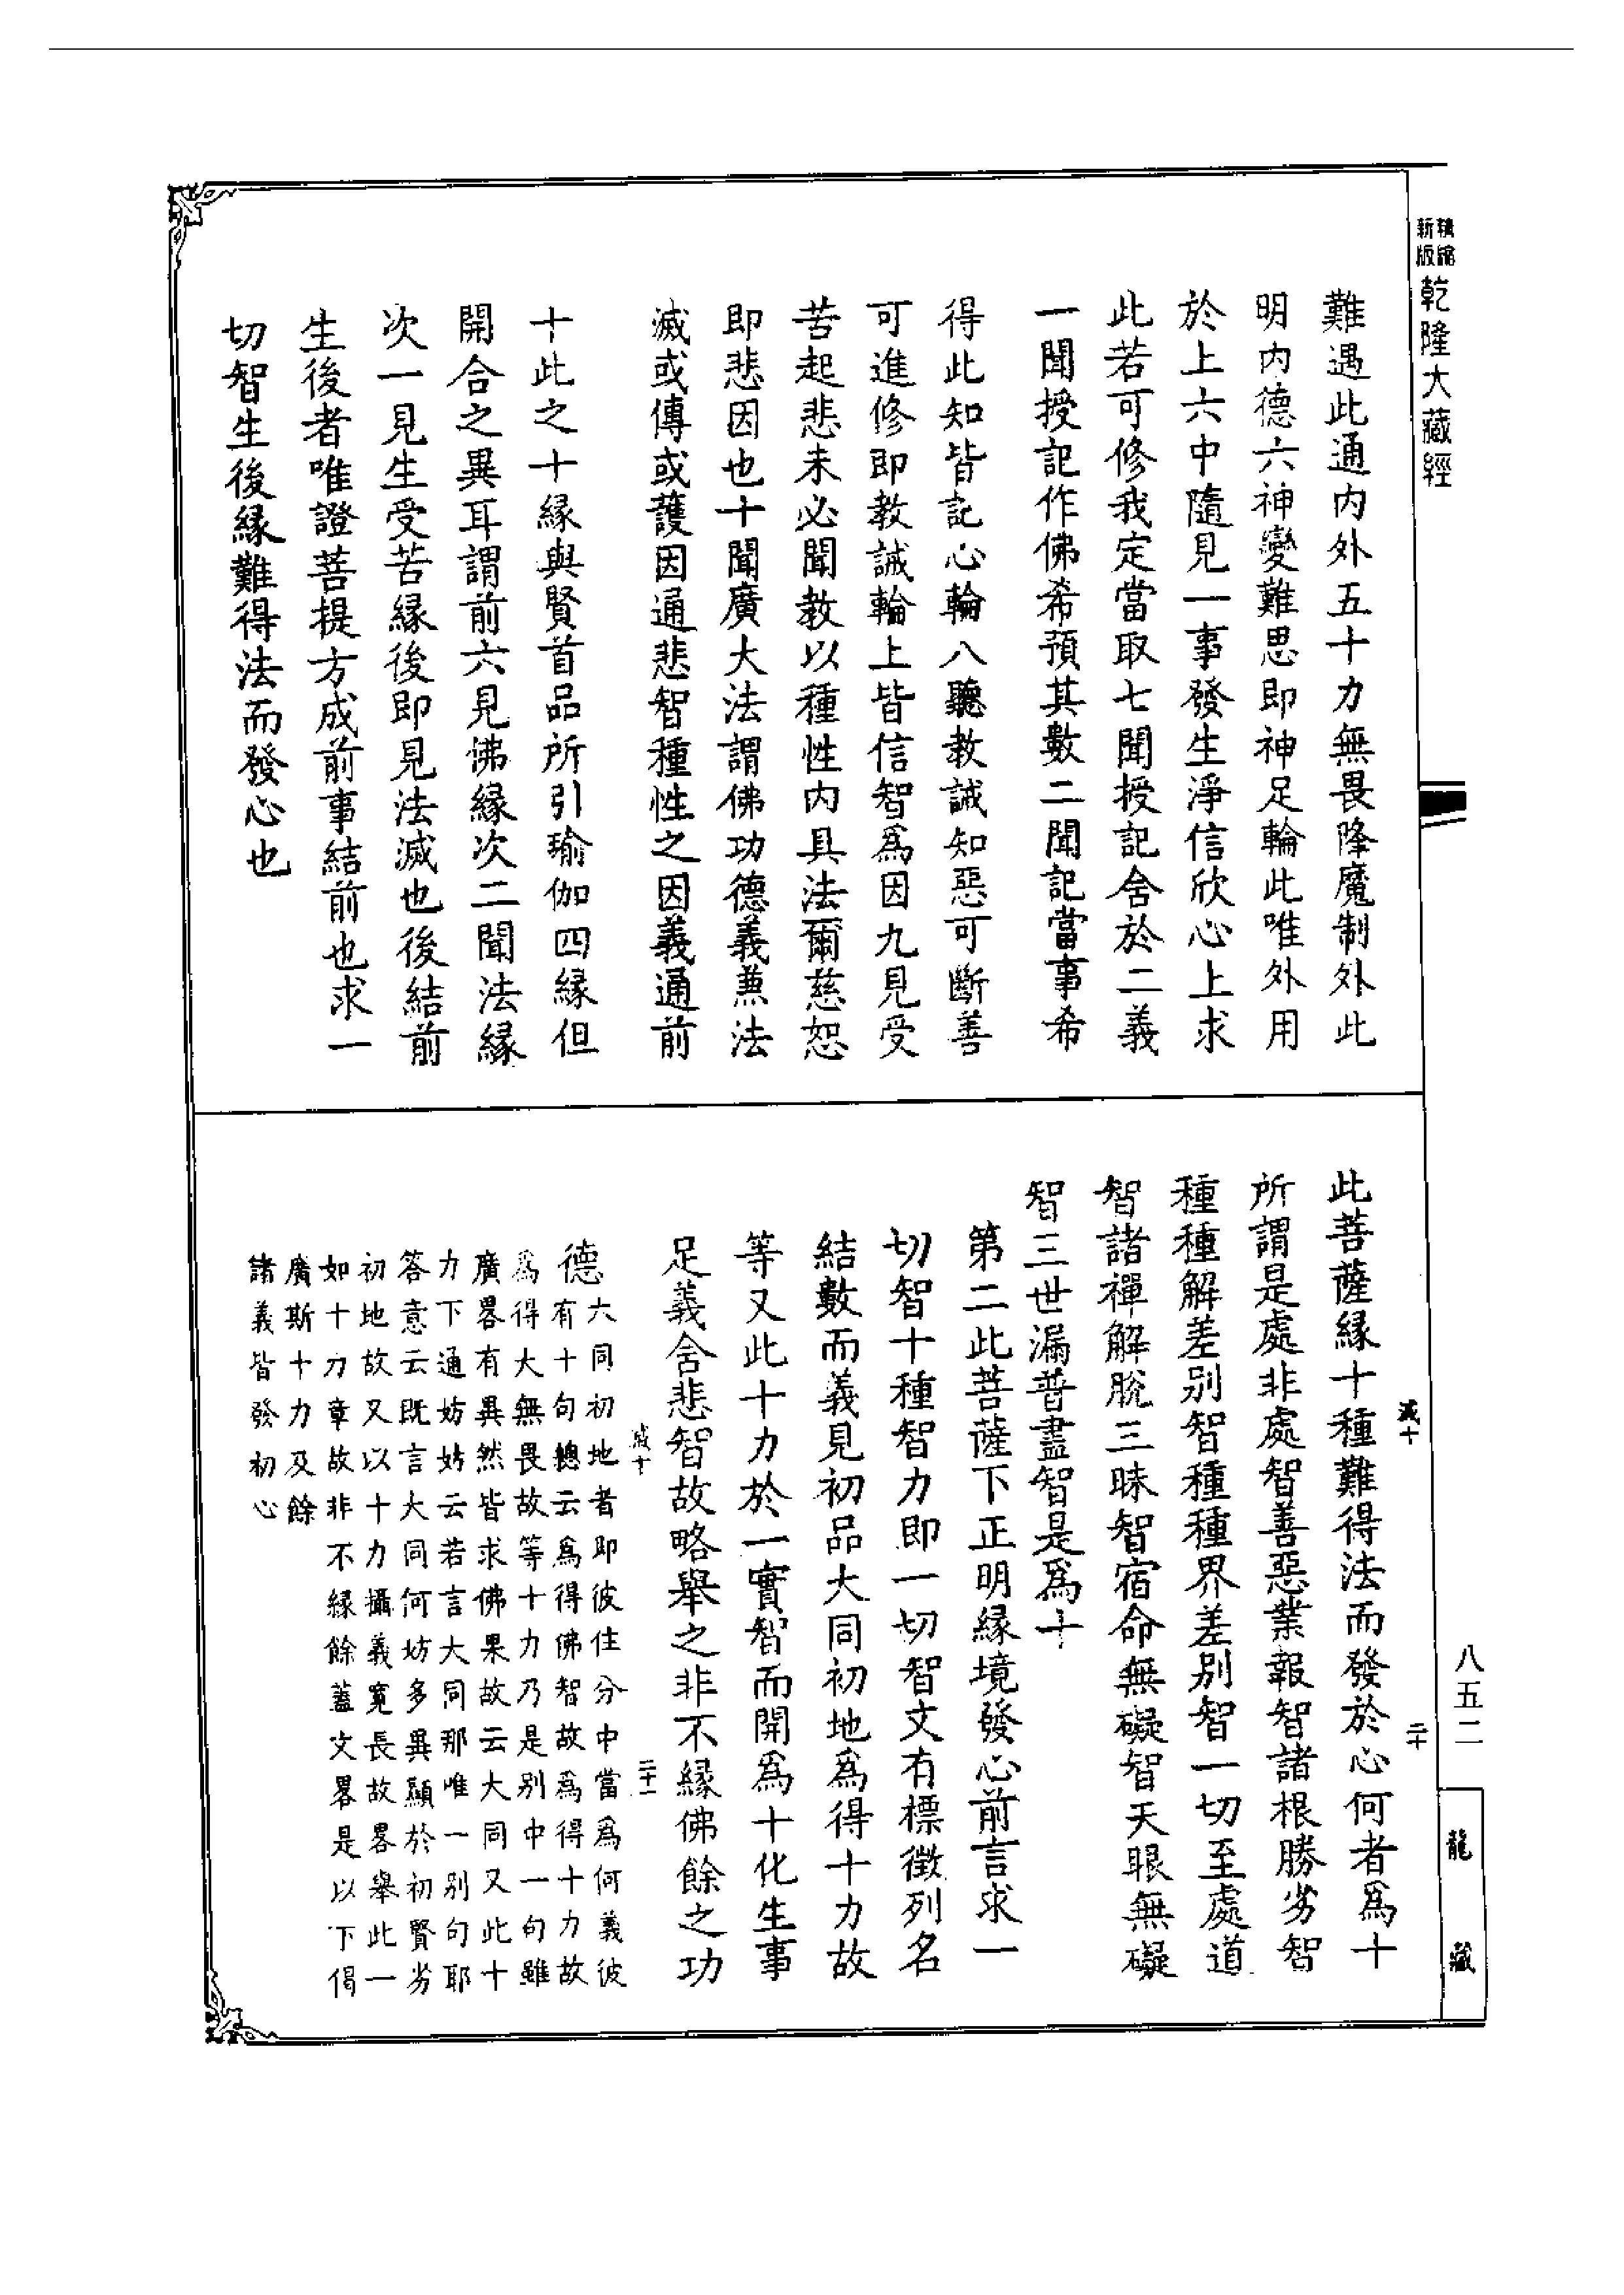 新版
精縮
乾隆大藏經
難遇此通內外五十力無畏降魔制外此
明內德六神變難思即神足輪此唯外用
於上六中隨見一事發生淨信欣心上求
此若可修我定當取七聞授記舍於二義
一聞授記作佛希預其數二聞記當事希
得此知皆記心輪八聽教誡知惡可斷善
可進修即教誡輪上皆信智爲因九見受
苦起悲未必聞教以種性內具法爾慈恕
即悲因也十聞廣大法謂佛功德義兼法
滅或傳或護因通悲智種性之因義通前
十此之十緣與賢首品所引瑜伽四緣但
開合之異耳謂前六見佛緣次二聞法緣
次一見生受苦緣後即見法滅也後結前
生後者唯證菩提方成前事結前也求一
切智生後緣難得法而發心也
此菩薩緣十種難得法而發於心何者爲十
所謂是處非處智善惡業報智諸根勝劣智
種種解差別智種種界差別智一切至處道
智諸禪解脫三昧智宿命無礙智天眼無礙
智三世漏普盡智是爲十
第二此菩薩下正明緣境發心前言求一
切智十種智力即一切智文有標徵列名
結數而義見初品大同初地爲得十力故
等又此十力於一實智而開爲十化生事
足義舍悲智故略舉之非不緣佛餘之功
德六同初地者即彼住分中當爲何義彼
有十句總云爲得佛智故爲得十力故
爲得大無畏故等十力乃是別中一句雖
廣畧有異然皆求佛果故云大同又此十
力下通妨妨云若言大同那唯一別句耶
答意云旣言大同何妨多異顯於初賢劣
初地故又以十力攝義寬長故畧舉此一
如十力章故非不緣餘蓋文畧是以下偈
廣斯十力及餘
諸義皆發初心
滅十
二十
滅十
二十一
八五二
龍藏